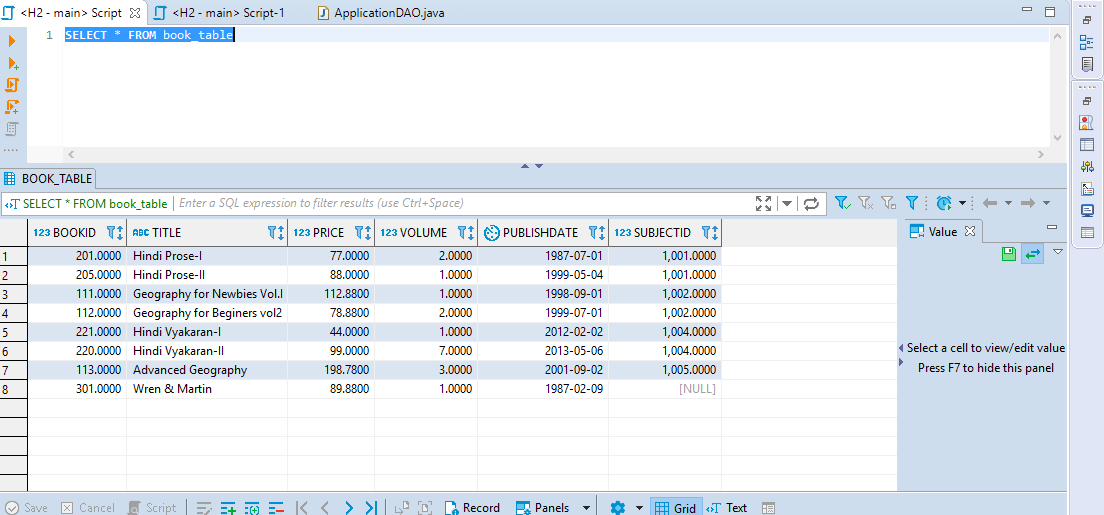 <H2 - main> Script <H2 - main> Script-1 ApplicationDAO.java
1 SELECT * FROM book_table
BOOK_TABLE
SELECT * FROM book_table Enter a SQL expression to filter results (use Ctrl+Space)
123 BOOKID ABC TITLE 123 PRICE 123 VOLUME PUBLISHDATE 123 SUBJECTID
Value
1 201.0000 Hindi Prose-I 77.0000 2.0000 1987-07-01 1,001.0000
2 205.0000 Hindi Prose-II 88.0000 1.0000 1999-05-04 1,001.0000
3 111.0000 Geography for Newbies Vol.I 112.8800 1.0000 1998-09-01 1,002.0000
4 112.0000 Geography for Beginers vol2 78.8800 2.0000 1999-07-01 1,002.0000
5 221.0000 Hindi Vyakaran-I 44.0000 1.0000 2012-02-02 1,004.0000
6 220.0000 Hindi Vyakaran-II 99.0000 7.0000 2013-05-06 1,004.0000
7 113.0000 Advanced Geography 198.7800 3.0000 2001-09-02 1,005.0000
8 301.0000 Wren & Martin 89.8800 1.0000 1987-02-09 [NULL]
Select a cell to view/edit value
Press F7 to hide this panel
Save Cancel Script Record Panels Grid Text